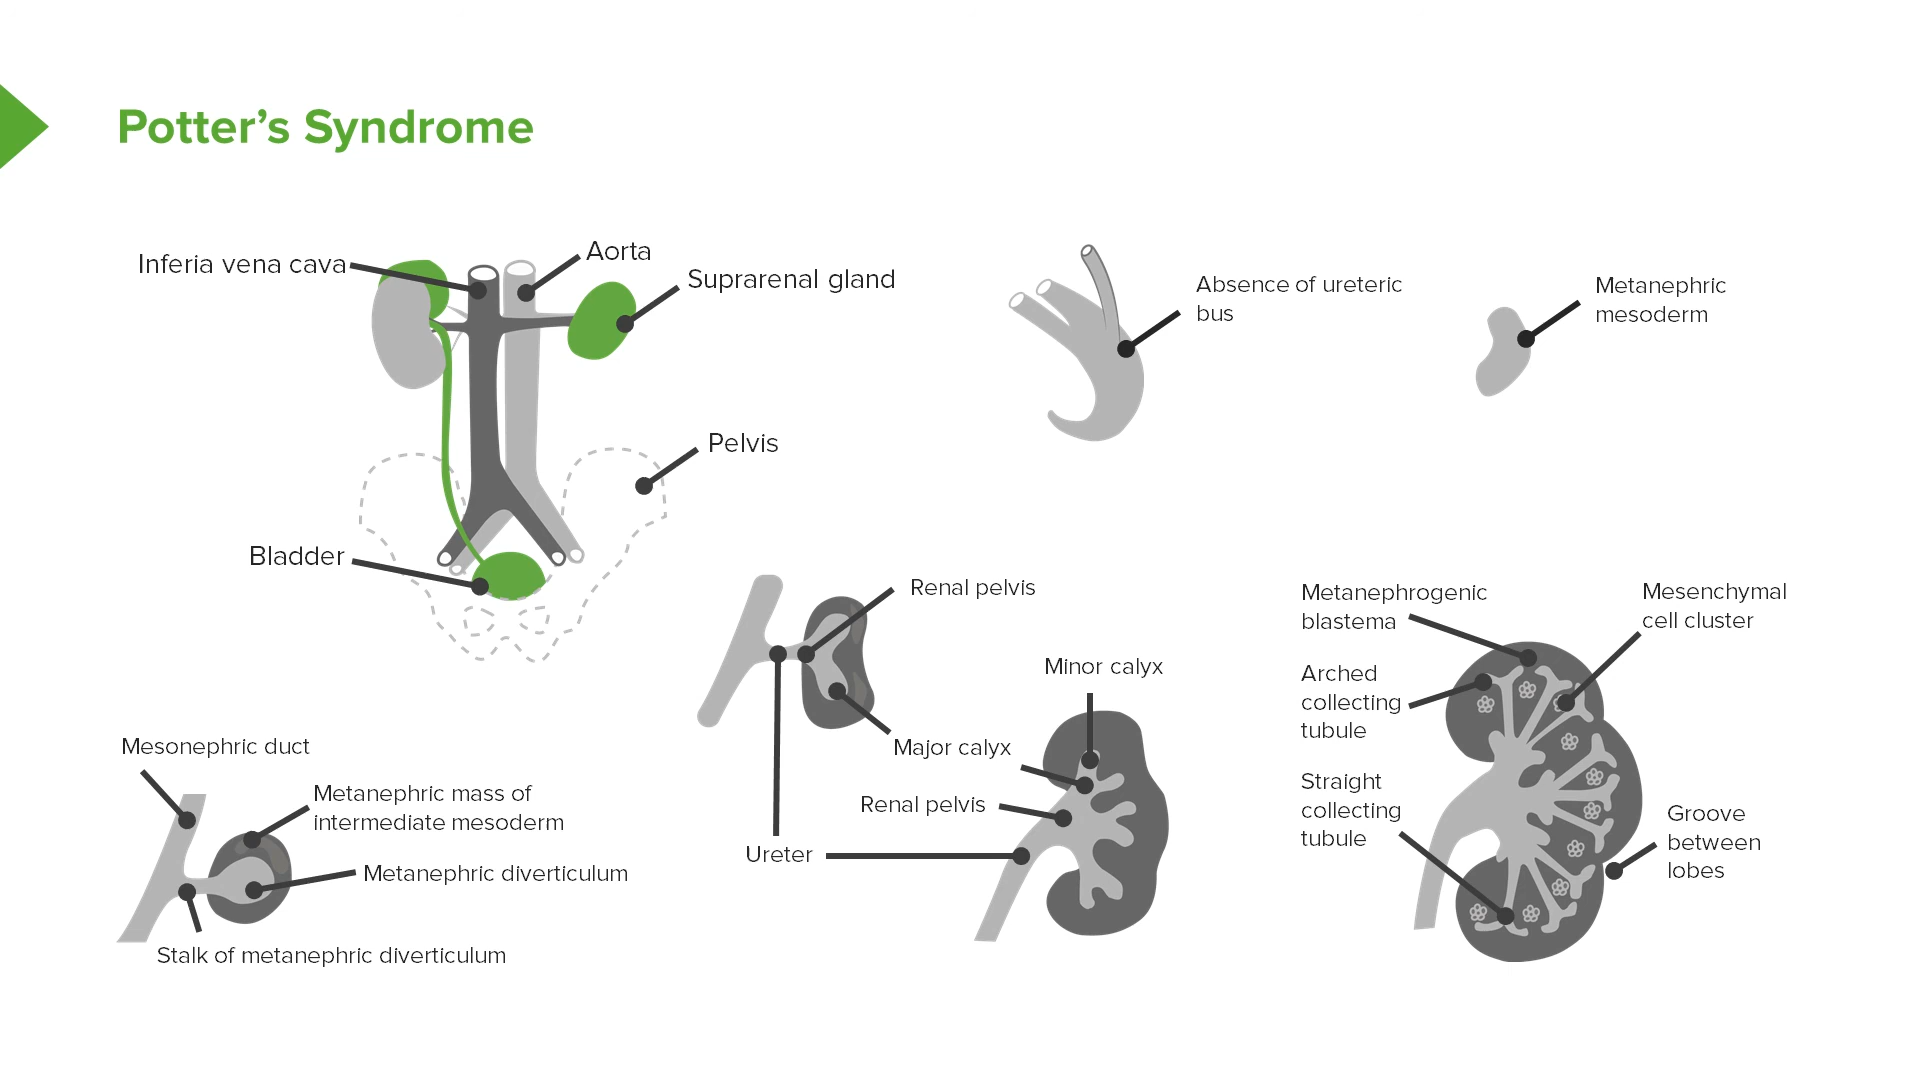 Potter’s Syndrome
Inferia vena cava
Aorta
Suprarenal gland
Pelvis
Bladder
Absence of ureteric
bus
Metanephric
mesoderm
Mesonephric duct
Metanephric mass of
intermediate mesoderm
Metanephric diverticulum
Stalk of metanephric diverticulum
Renal pelvis
Minor calyx
Major calyx
Renal pelvis
Ureter
Metanephrogenic
blastema
Mesenchymal
cell cluster
Arched
collecting
tubule
Straight
collecting
tubule
Groove
between
lobes